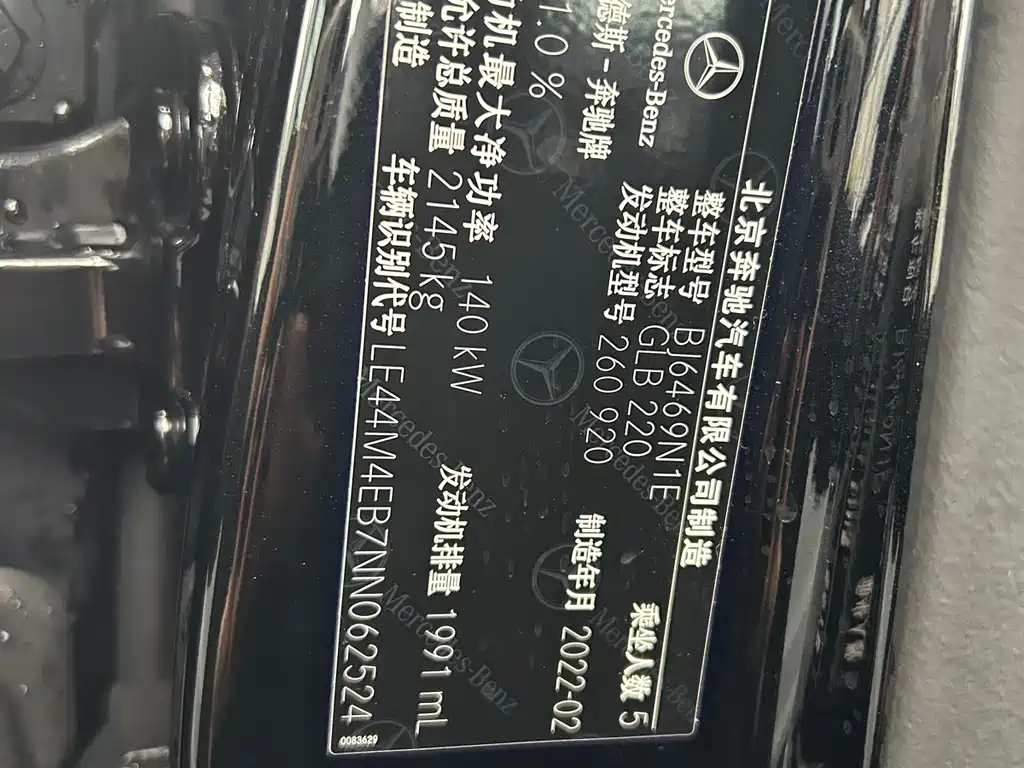 北京奔驰汽车有限公司制造
Mercedes-Benz
整车型号 BJ6469N1E
乘坐人数 5
整车标志 GLB 220
德斯-奔驰牌
发动机型号 260 920
制造年月 2022-02
1.0 %
机最大净功率 140 kW
发动机排量 1991 mL
允许总质量 2145kg
制造
车辆识别代号 LE44M4EB7NN062524
0083629